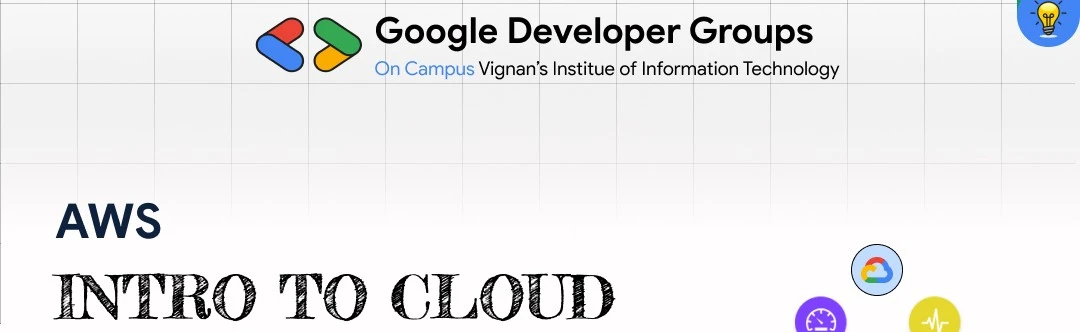 Google Developer Groups
On Campus Vignan's Institue of Information Technology
AWS
INTRO TO CLOUD